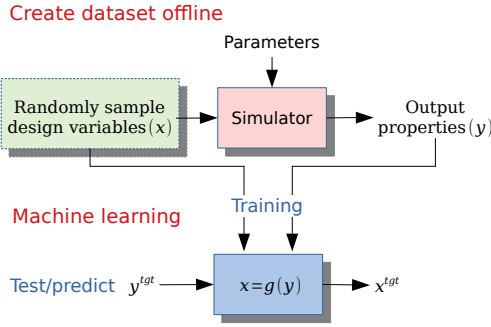 Create dataset offline
Parameters
Randomly sample
design variables(x)
Simulator
Output
properties(y)
Training
Machine learning
Test/predict
y^tgt
x=g(y)
x^tgt